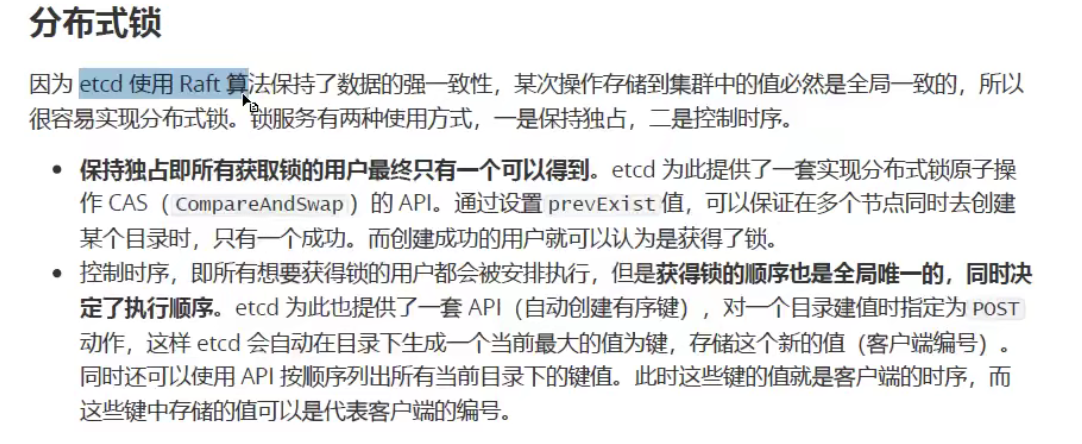 分布式锁
因为 etcd 使用 Raft 算法保持了数据的强一致性，某次操作存储到集群中的值必然是全局一致的，所以
很容易实现分布式锁。锁服务有两种使用方式，一是保持独占，二是控制时序。
• 保持独占即所有获取锁的用户最终只有一个可以得到。etcd 为此提供了一套实现分布式锁原子操
作 CAS（CompareAndSwap）的 API。通过设置 prevExist 值，可以保证在多个节点同时去创建
某个目录时，只有一个成功。而创建成功的用户就可以认为是获得了锁。
• 控制时序，即所有想要获得锁的用户都会被安排执行，但是获得锁的顺序也是全局唯一的，同时决
定了执行顺序。etcd 为此也提供了一套 API（自动创建有序键），对一个目录建值时指定为 POST
动作，这样 etcd 会自动在目录下生成一个当前最大的值为键，存储这个新的值（客户端编号）。
同时还可以使用 API 按顺序列出所有当前目录下的键值。此时这些键的值就是客户端的时序，而
这些键中存储的值可以是代表客户端的编号。